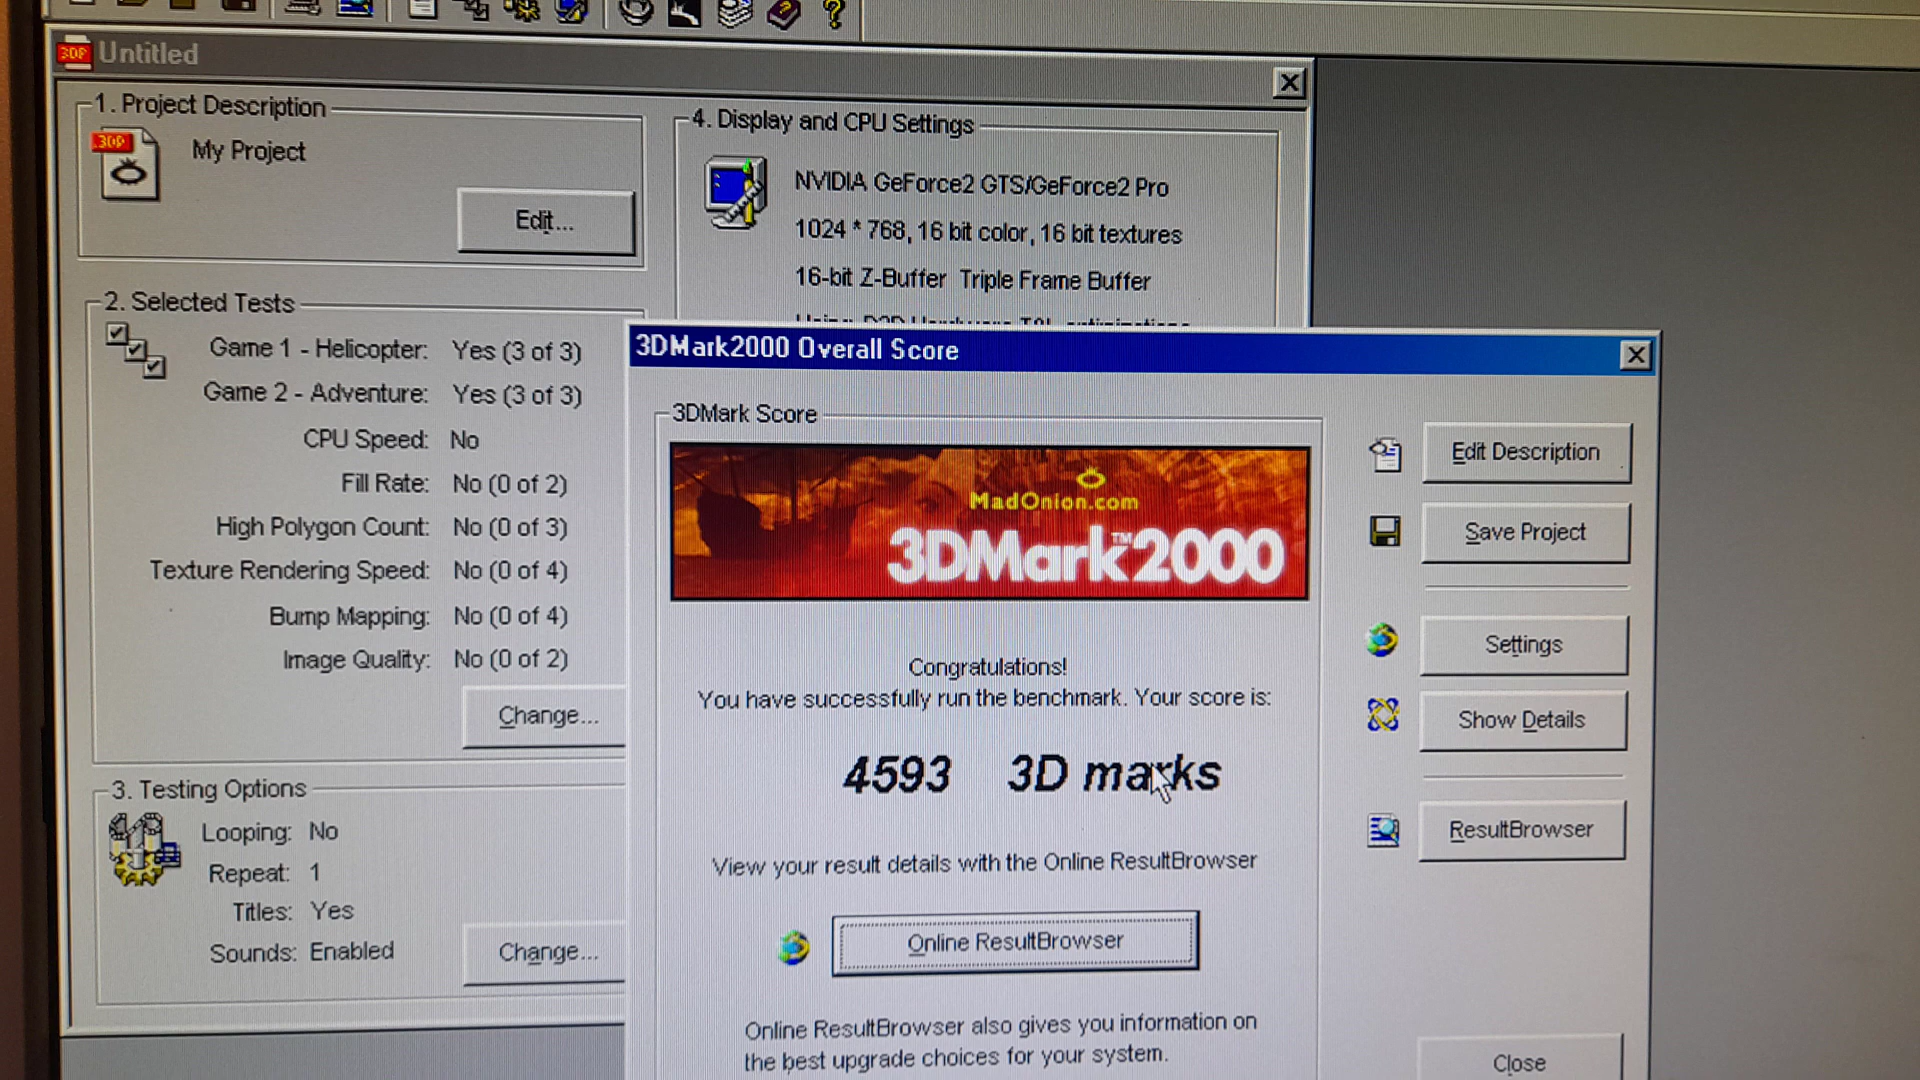 3DP Untitled
1. Project Description
.3DP
My Project
Edit...
2. Selected Tests
Game 1 - Helicopter: Yes (3 of 3)
Game 2 - Adventure: Yes (3 of 3)
CPU Speed: No
Fill Rate: No (0 of 2)
High Polygon Count: No (0 of 3)
Texture Rendering Speed: No (0 of 4)
Bump Mapping: No (0 of 4)
Image Quality: No (0 of 2)
Change...
3. Testing Options
Looping: No
Repeat: 1
Titles: Yes
Sounds: Enabled
Change...
4. Display and CPU Settings
NVIDIA GeForce2 GTS/GeForce2 Pro
1024 * 768, 16 bit color, 16 bit textures
16-bit Z-Buffer Triple Frame Buffer
3DMark2000 Overall Score
3DMark Score
MadOnion.com
3DMark™2000
Congratulations!
You have successfully run the benchmark. Your score is:
4593 3D marks
View your result details with the Online ResultBrowser
Online ResultBrowser
Online ResultBrowser also gives you information on
the best upgrade choices for your system.
Edit Description
Save Project
Settings
Show Details
ResultBrowser
Close